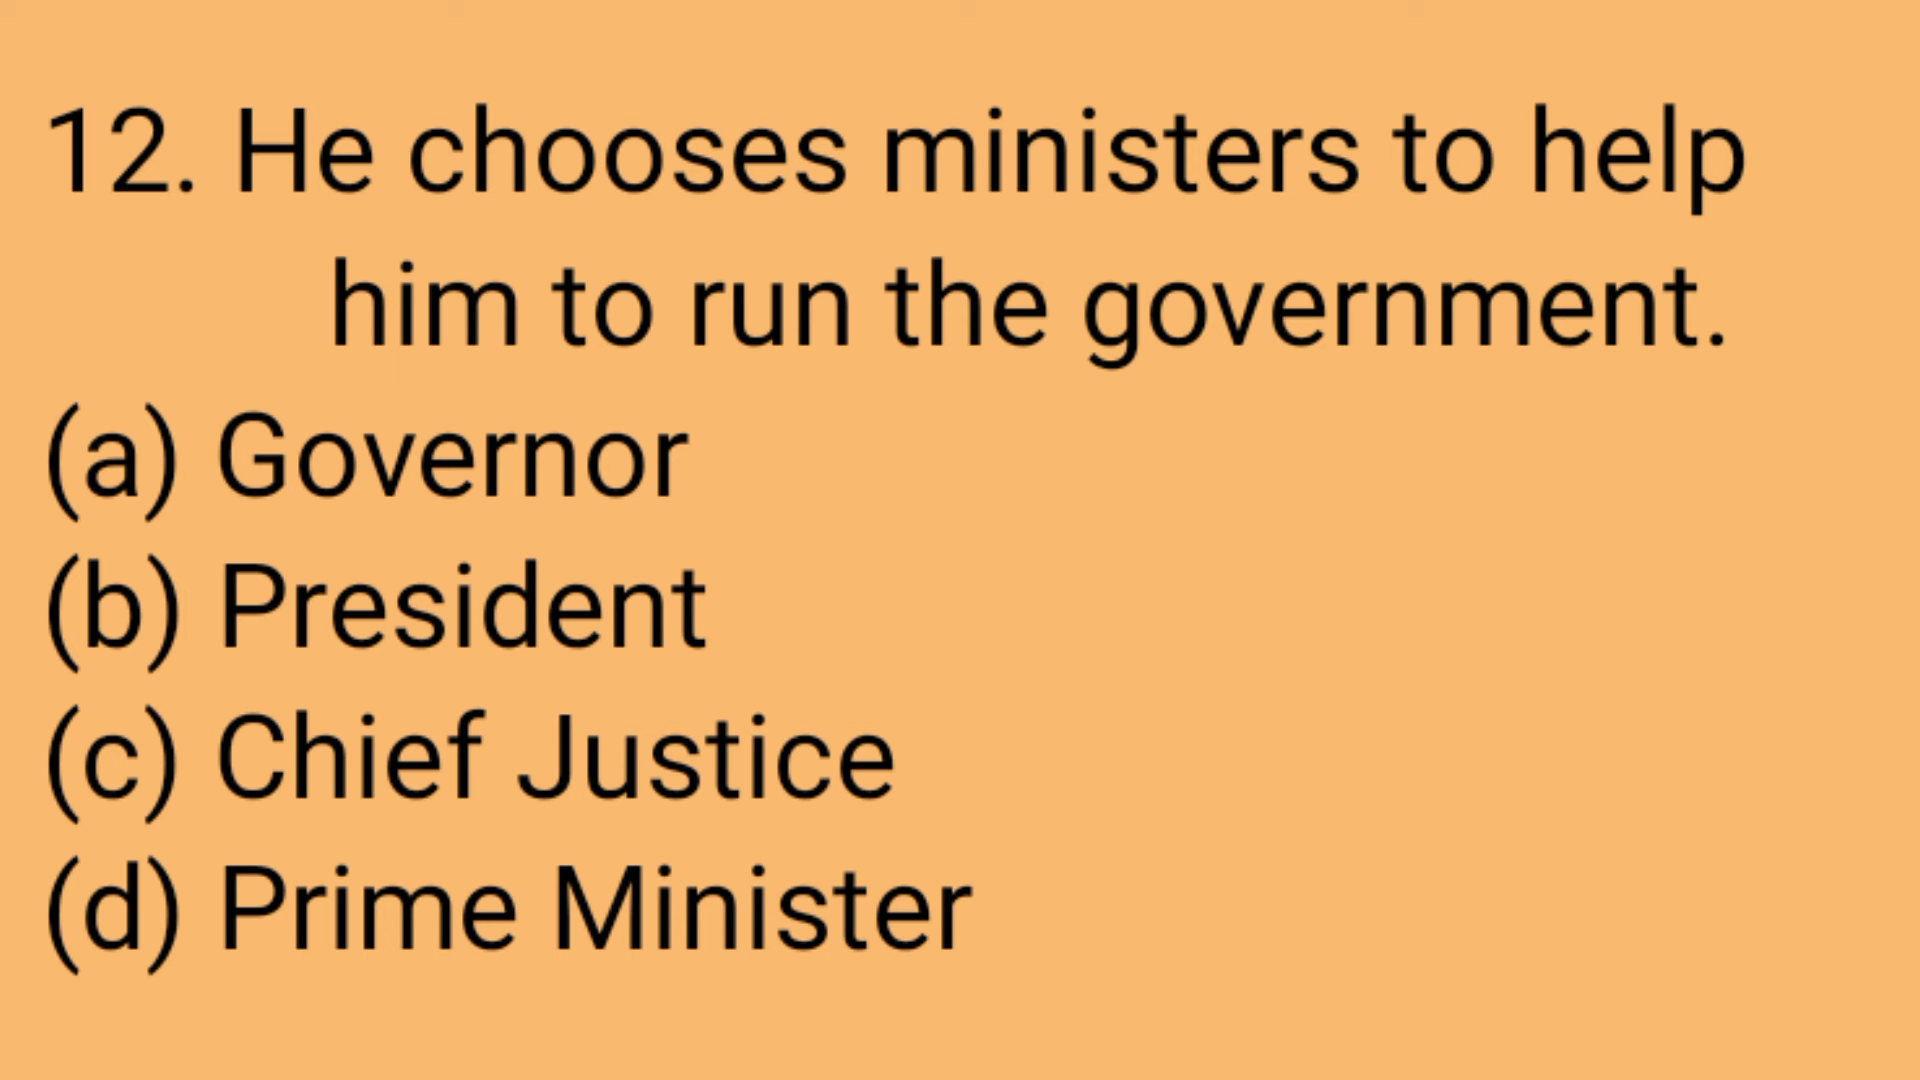 12. He chooses ministers to help
him to run the government.
(a) Governor
(b) President
(c) Chief Justice
(d) Prime Minister